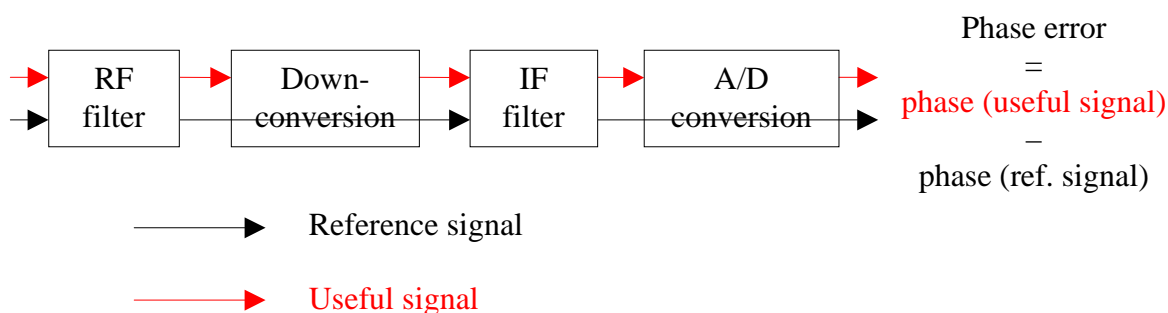 RF
filter
Down-
conversion
IF
filter
A/D
conversion
Phase error
=
phase (useful signal)
–
phase (ref. signal)
Reference signal
Useful signal